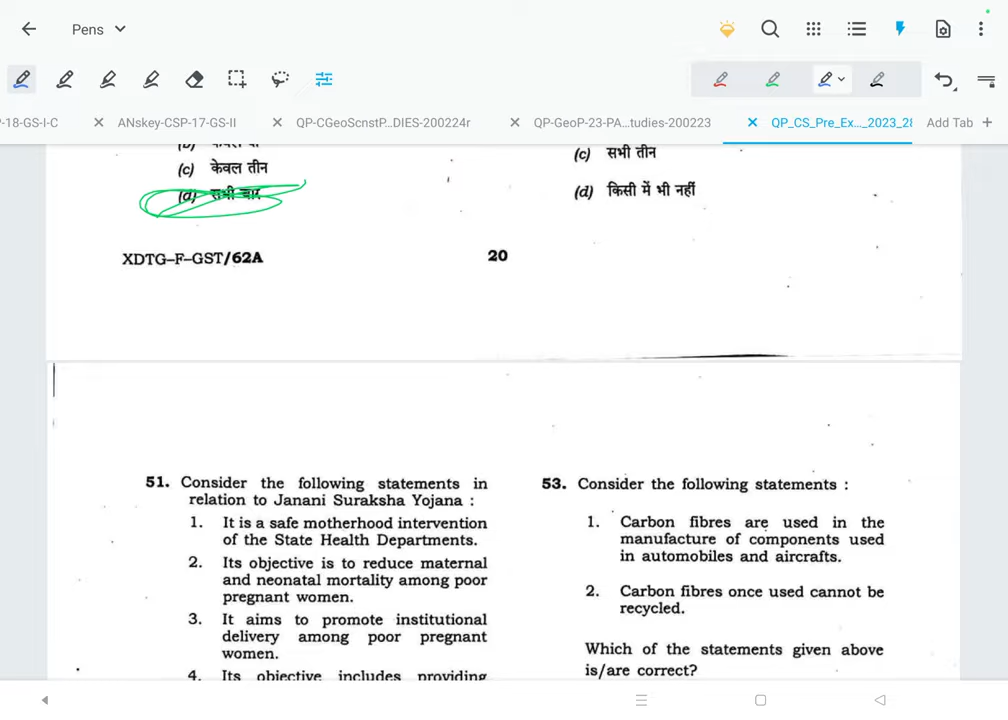 Pens
P-18-GS-I-C
ANskey-CSP-17-GS-II
QP-CGeoScnstP...DIES-200224r
QP-GeoP-23-PA...tudies-200223
QP_CS_Pre_Ex..._2023_28
Add Tab
(c) केवल तीन
(d) सभी चार
(c) सभी तीन
(d) किसी में भी नहीं
XDTG–F–GST/62A
20
51. Consider the following statements in
relation to Janani Suraksha Yojana :
1. It is a safe motherhood intervention
of the State Health Departments.
2. Its objective is to reduce maternal
and neonatal mortality among poor
pregnant women.
3. It aims to promote institutional
delivery among poor pregnant
women.
4. Its objective includes providing
53. Consider the following statements :
1. Carbon fibres are used in the
manufacture of components used
in automobiles and aircrafts.
2. Carbon fibres once used cannot be
recycled.
Which of the statements given above
is/are correct?